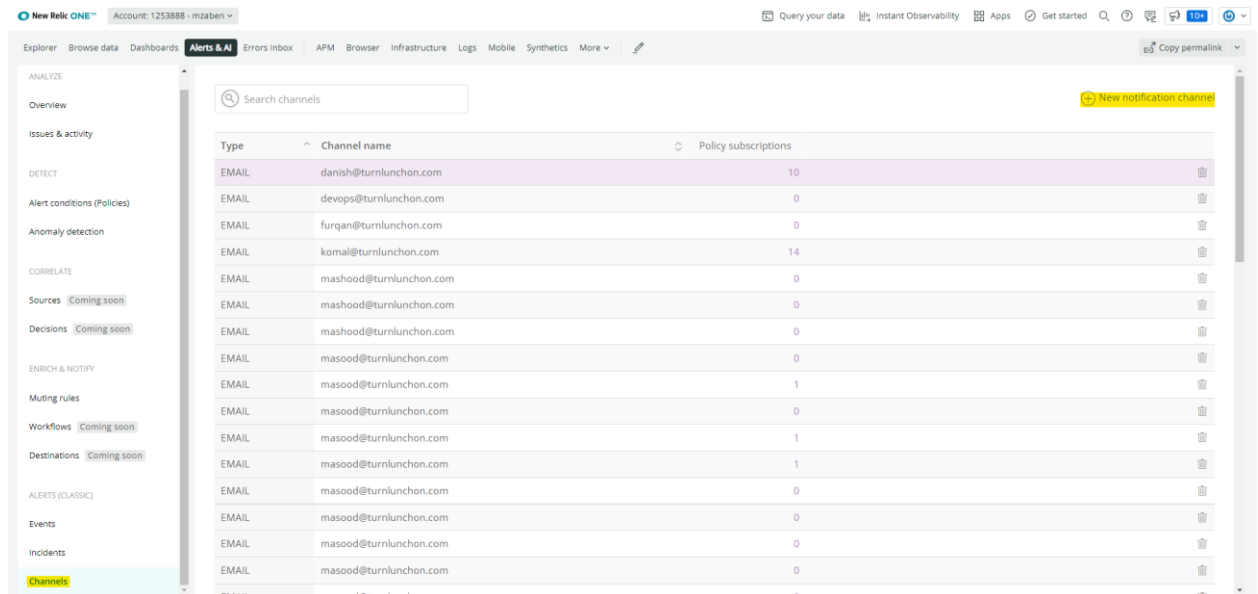 New Relic ONE™ Account: 1253888 - mzaben Query your data Instant Observability Apps Get started 10+
Explorer Browse data Dashboards Alerts & AI Errors inbox APM Browser Infrastructure Logs Mobile Synthetics More Copy permalink
ANALYZE
Overview
Issues & activity
DETECT
Alert conditions (Policies)
Anomaly detection
CORRELATE
Sources Coming soon
Decisions Coming soon
ENRICH & NOTIFY
Muting rules
Workflows Coming soon
Destinations Coming soon
ALERTS (CLASSIC)
Events
Incidents
Channels
Search channels
New notification channel
Type Channel name Policy subscriptions
EMAIL danish@turnlunchon.com 10
EMAIL devops@turnlunchon.com 0
EMAIL furqan@turnlunchon.com 0
EMAIL komal@turnlunchon.com 14
EMAIL mashood@turnlunchon.com 0
EMAIL mashood@turnlunchon.com 0
EMAIL mashood@turnlunchon.com 0
EMAIL masood@turnlunchon.com 0
EMAIL masood@turnlunchon.com 1
EMAIL masood@turnlunchon.com 0
EMAIL masood@turnlunchon.com 1
EMAIL masood@turnlunchon.com 1
EMAIL masood@turnlunchon.com 0
EMAIL masood@turnlunchon.com 0
EMAIL masood@turnlunchon.com 0
EMAIL masood@turnlunchon.com 0